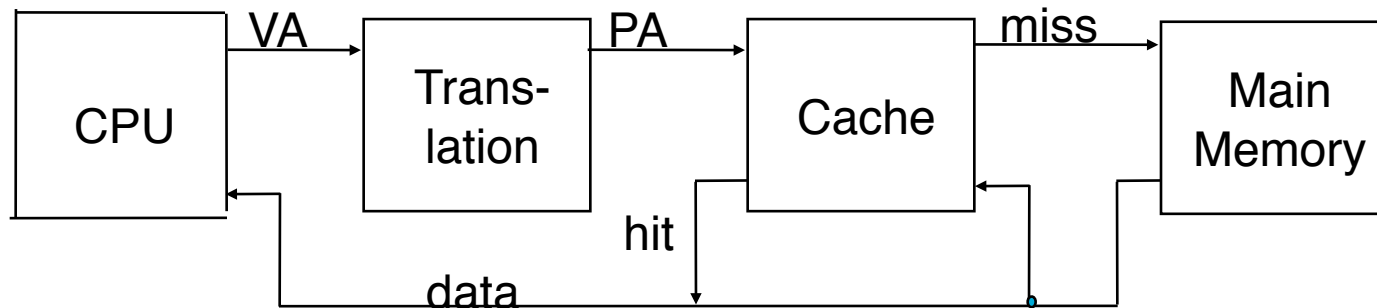 VA
PA
miss
CPU
Trans-
lation
Cache
Main
Memory
hit
data